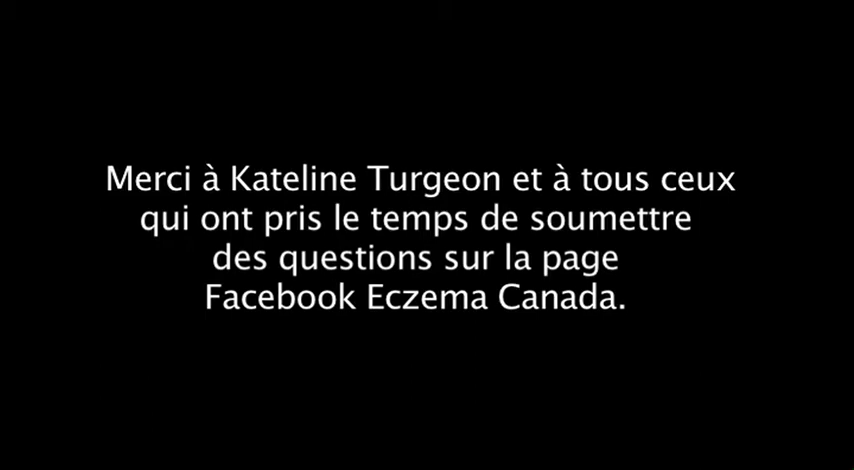 Merci à Kateline Turgeon et à tous ceux
qui ont pris le temps de soumettre
des questions sur la page
Facebook Eczema Canada.